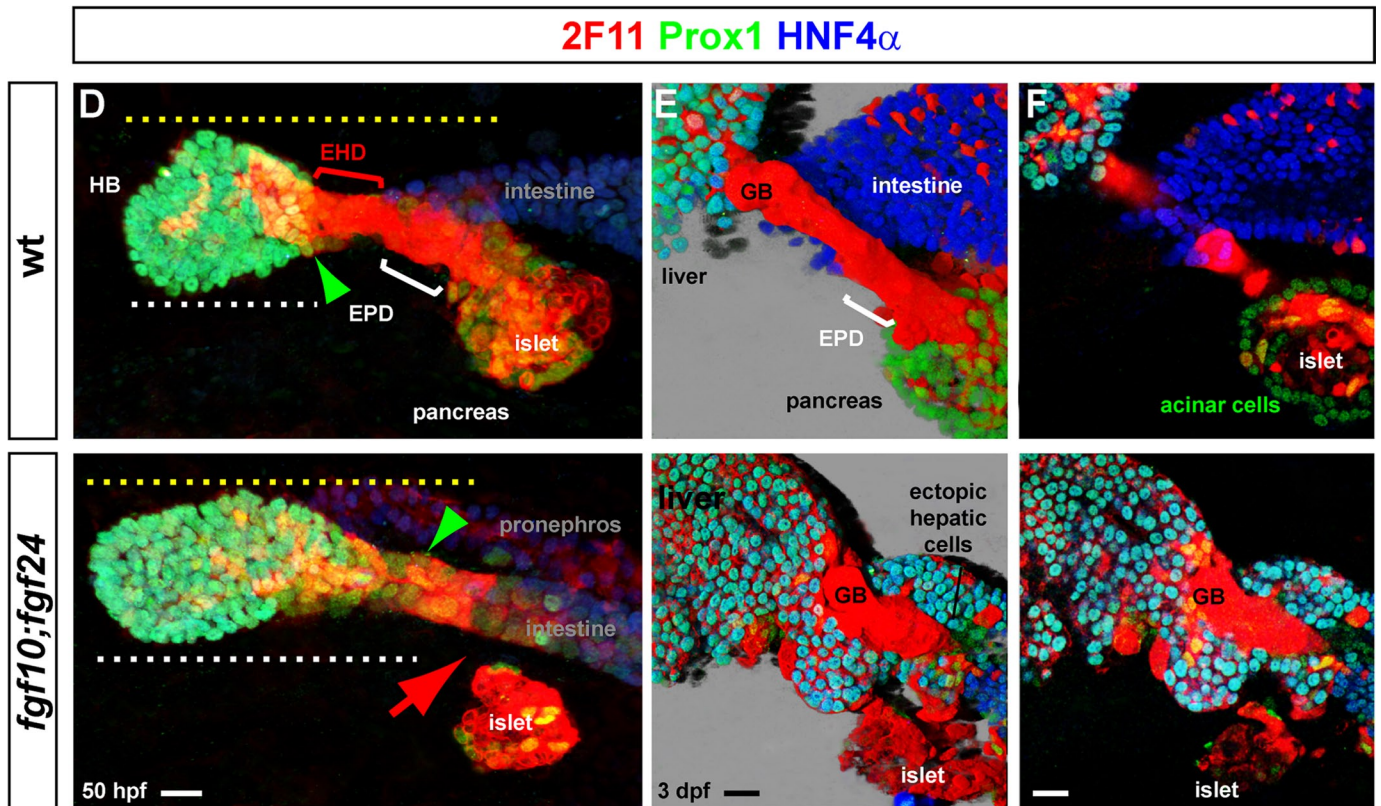 2F11 Prox1 HNF4α
wt
D
HB
EHD
intestine
EPD
islet
pancreas
E
GB
intestine
liver
EPD
pancreas
F
islet
acinar cells
fgf10;fgf24
pronephros
intestine
islet
50 hpf
liver
ectopic
hepatic
cells
GB
islet
3 dpf
GB
islet